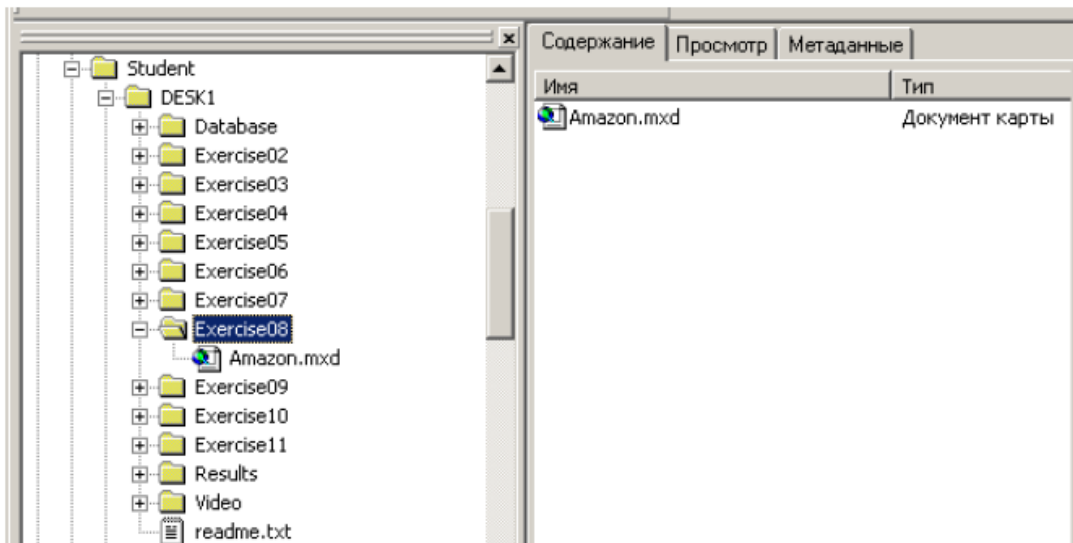 Student
DESK1
Database
Exercise02
Exercise03
Exercise04
Exercise05
Exercise06
Exercise07
Exercise08
Amazon.mxd
Exercise09
Exercise10
Exercise11
Results
Video
readme.txt
Содержание Просмотр Метаданные
Имя Тип
Amazon.mxd Документ карты